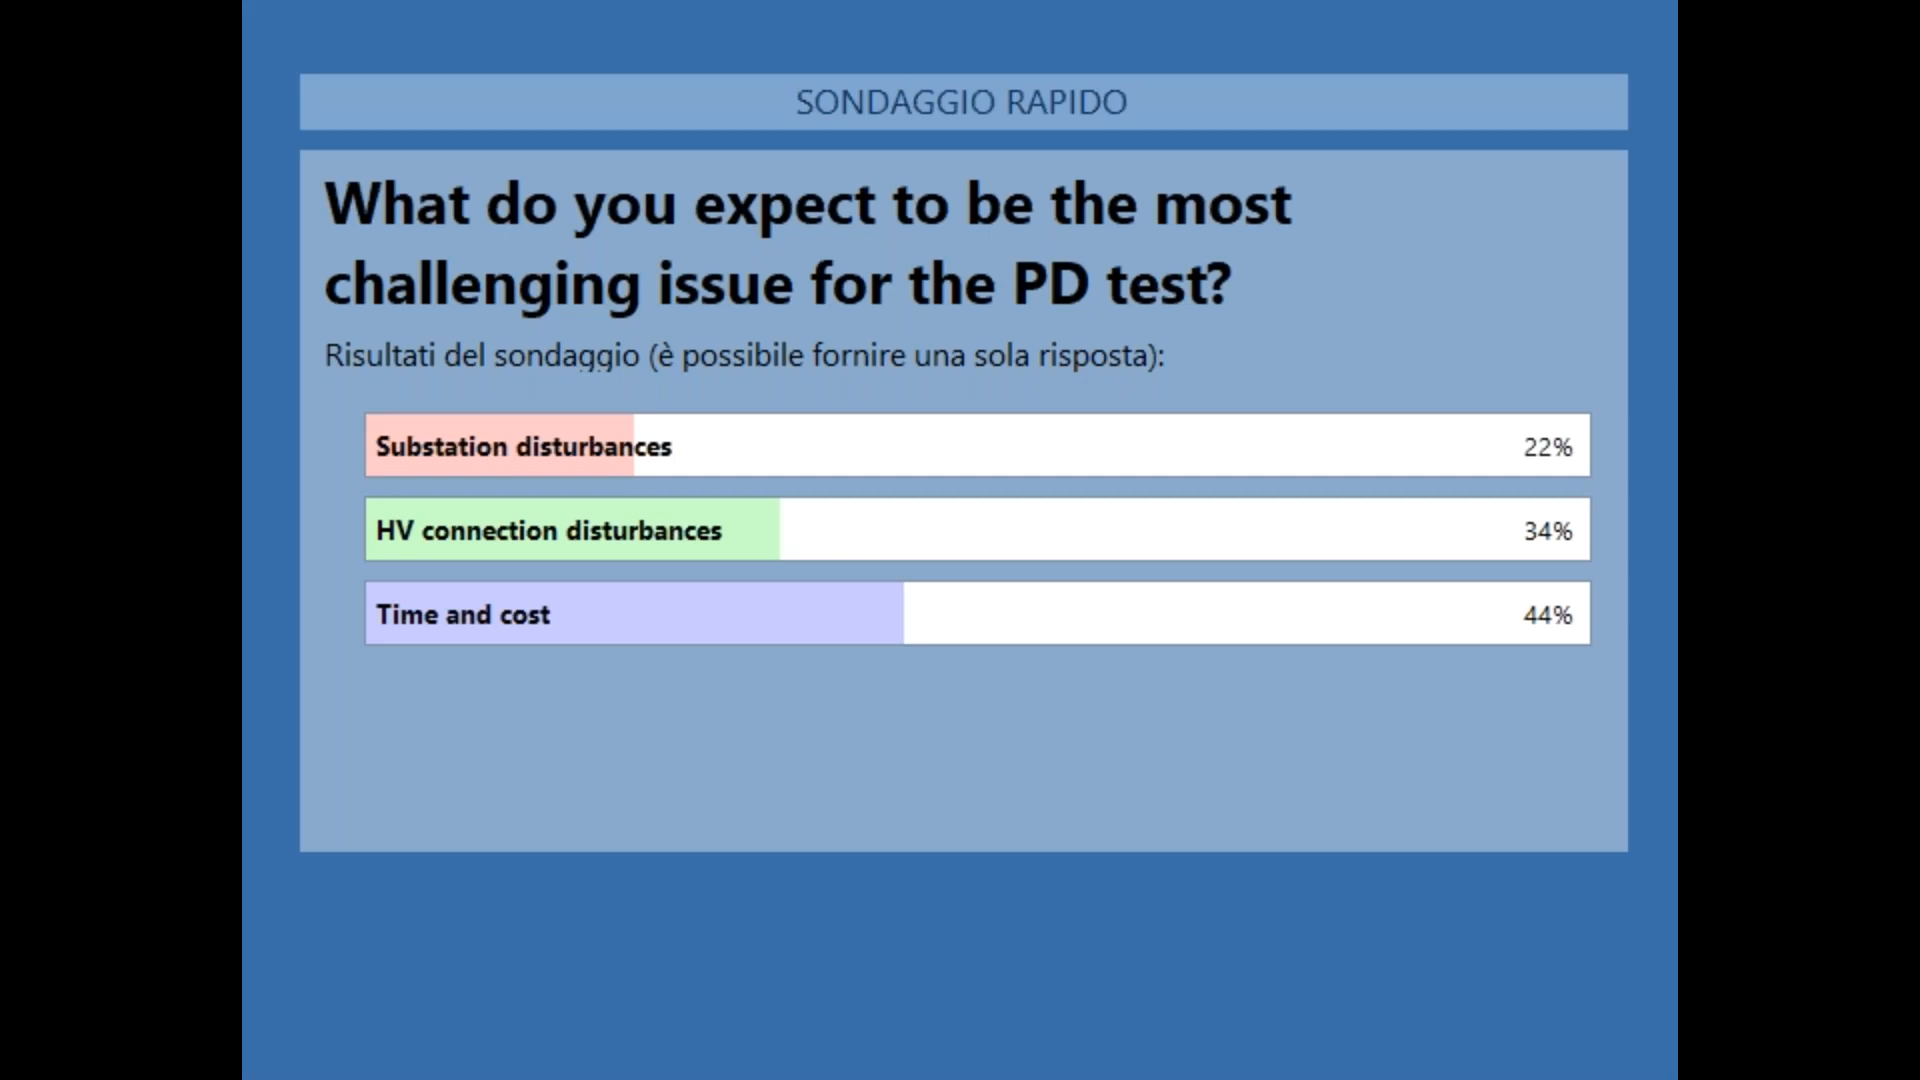 SONDAGGIO RAPIDO
What do you expect to be the most
challenging issue for the PD test?
Risultati del sondaggio (è possibile fornire una sola risposta):
Substation disturbances 22%
HV connection disturbances 34%
Time and cost 44%